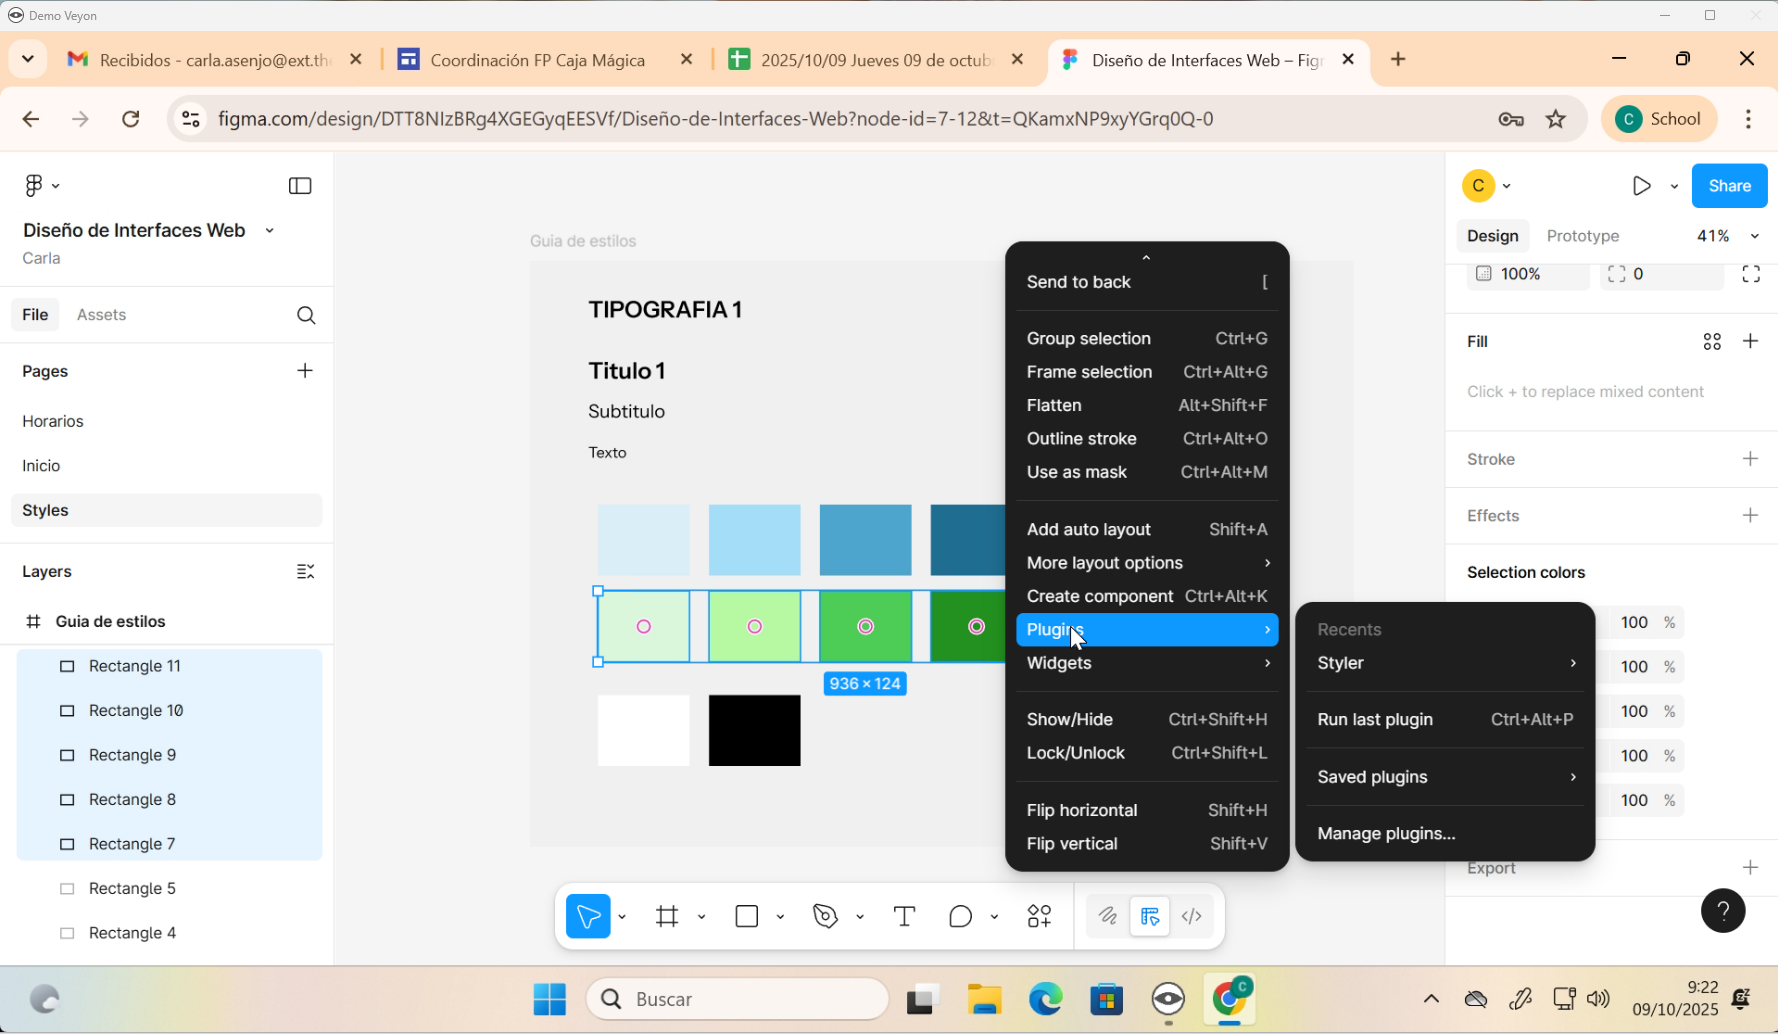 Demo Veyon
Recibidos - carla.asenjo@ext.th
Coordinación FP Caja Mágica
2025/10/09 Jueves 09 de octub
Diseño de Interfaces Web – Fig
figma.com/design/DTT8NIzBRg4XGEGyqEESVf/Diseño-de-Interfaces-Web?node-id=7-12&t=QKamxNP9xyYGrq0Q-0
C
School
Diseño de Interfaces Web
Carla
File
Assets
Pages
Horarios
Inicio
Styles
Layers
Guia de estilos
Rectangle 11
Rectangle 10
Rectangle 9
Rectangle 8
Rectangle 7
Rectangle 5
Rectangle 4
Guia de estilos
TIPOGRAFIA 1
Titulo 1
Subtitulo
Texto
936 × 124
Send to back [
Group selection Ctrl+G
Frame selection Ctrl+Alt+G
Flatten Alt+Shift+F
Outline stroke Ctrl+Alt+O
Use as mask Ctrl+Alt+M
Add auto layout Shift+A
More layout options
Create component Ctrl+Alt+K
Plugins
Widgets
Show/Hide Ctrl+Shift+H
Lock/Unlock Ctrl+Shift+L
Flip horizontal Shift+H
Flip vertical Shift+V
Recents
Styler
Run last plugin Ctrl+Alt+P
Saved plugins
Manage plugins...
C
Share
Design
Prototype
41%
100%
0
Fill
Click + to replace mixed content
Stroke
Effects
Selection colors
100 %
100 %
100 %
100 %
100 %
Export
?
Buscar
C
9:22
09/10/2025